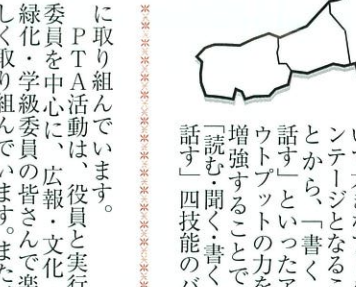 ンテージとなるこ
とから、「書く
話す」といったア
ウトプットの力を
増強することで
「読む・聞く・書く
話す」四技能のバ
に取り組んでいます。
ＰＴＡ活動は、役員と実行
委員を中心に、広報・文化
緑化・学級委員の皆さんで楽
しく取り組んでいます。また